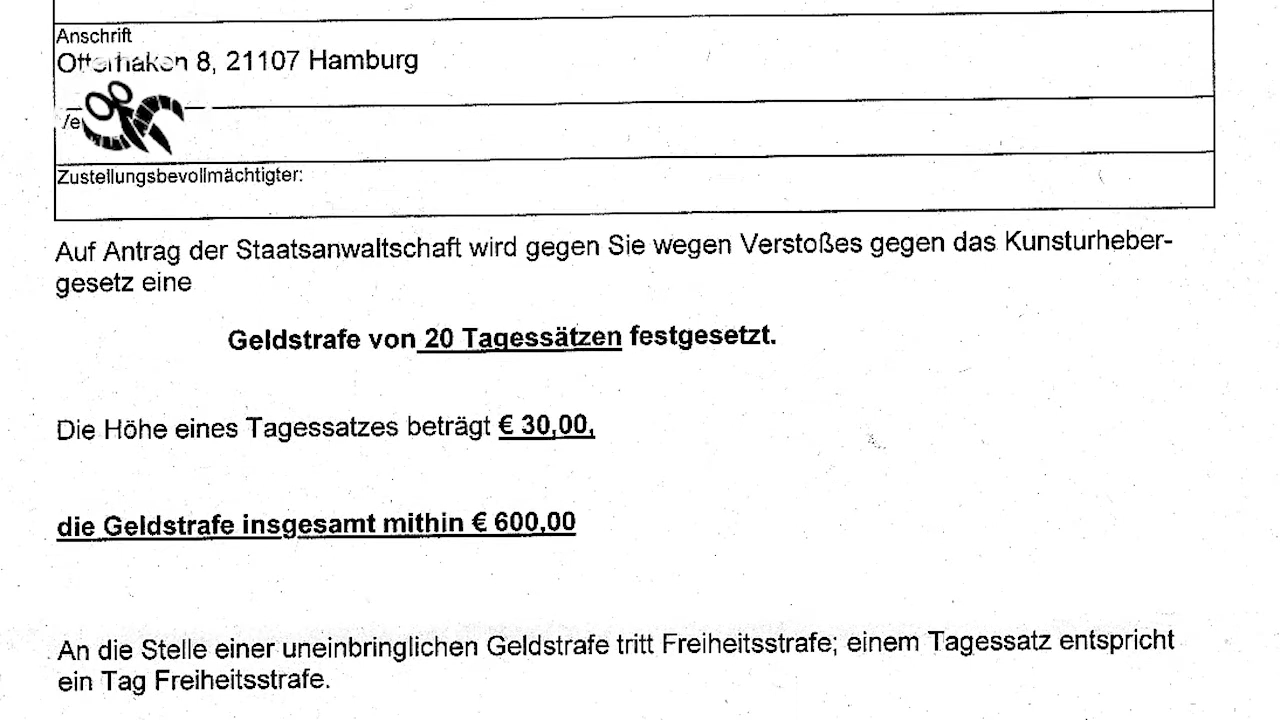 Anschrift
Otterhaken 8, 21107 Hamburg
/e
Zustellungsbevollmächtigter:
Auf Antrag der Staatsanwaltschaft wird gegen Sie wegen Verstoßes gegen das Kunsturheber-
gesetz eine
Geldstrafe von 20 Tagessätzen festgesetzt.
Die Höhe eines Tagessatzes beträgt € 30,00,
die Geldstrafe insgesamt mithin € 600,00
An die Stelle einer uneinbringlichen Geldstrafe tritt Freiheitsstrafe; einem Tagessatz entspricht
ein Tag Freiheitsstrafe.